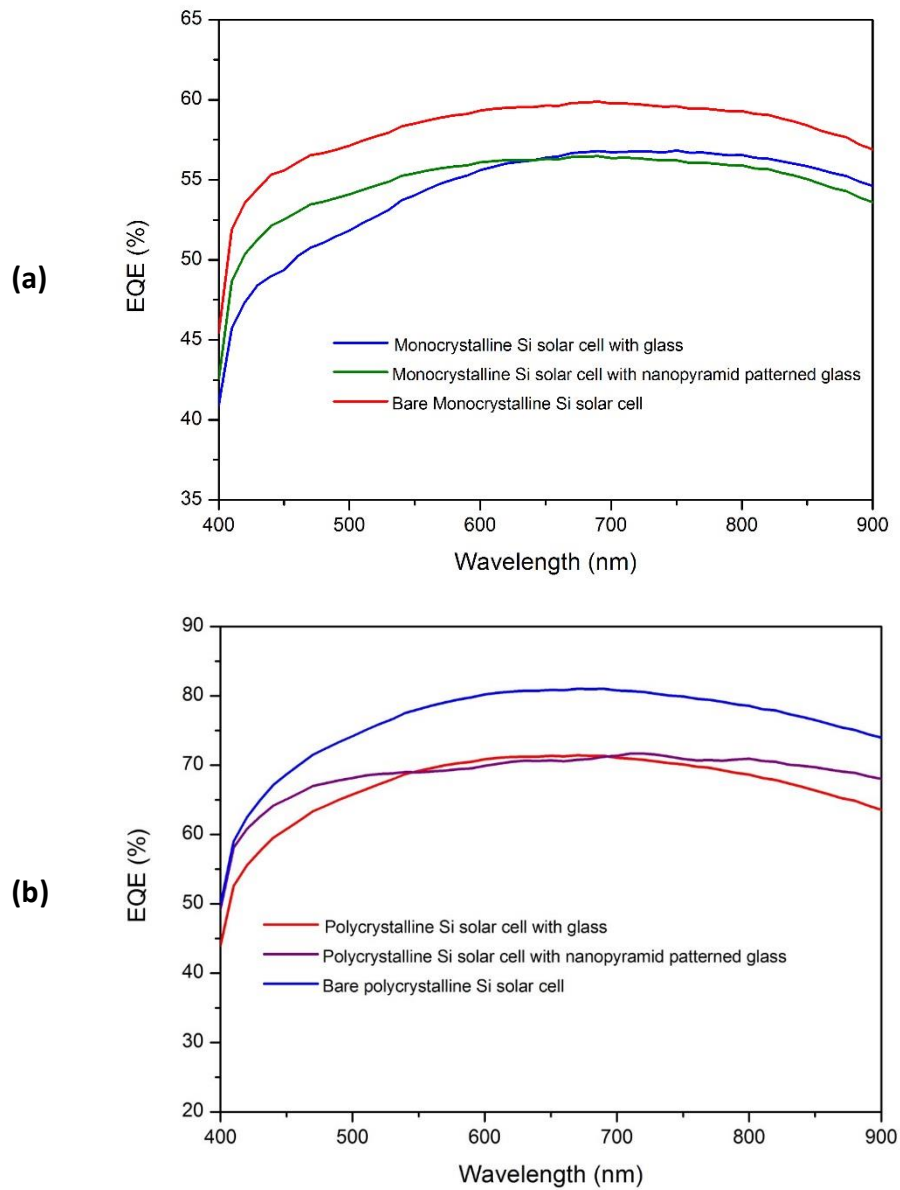 65
60
55
50
45
40
35
EQE (%)
(a)
Monocrystalline Si solar cell with glass
Monocrystalline Si solar cell with nanopyramid patterned glass
Bare Monocrystalline Si solar cell
400 500 600 700 800 900
Wavelength (nm)
90
80
70
60
50
40
30
20
EQE (%)
(b)
Polycrystalline Si solar cell with glass
Polycrystalline Si solar cell with nanopyramid patterned glass
Bare polycrystalline Si solar cell
400 500 600 700 800 900
Wavelength (nm)